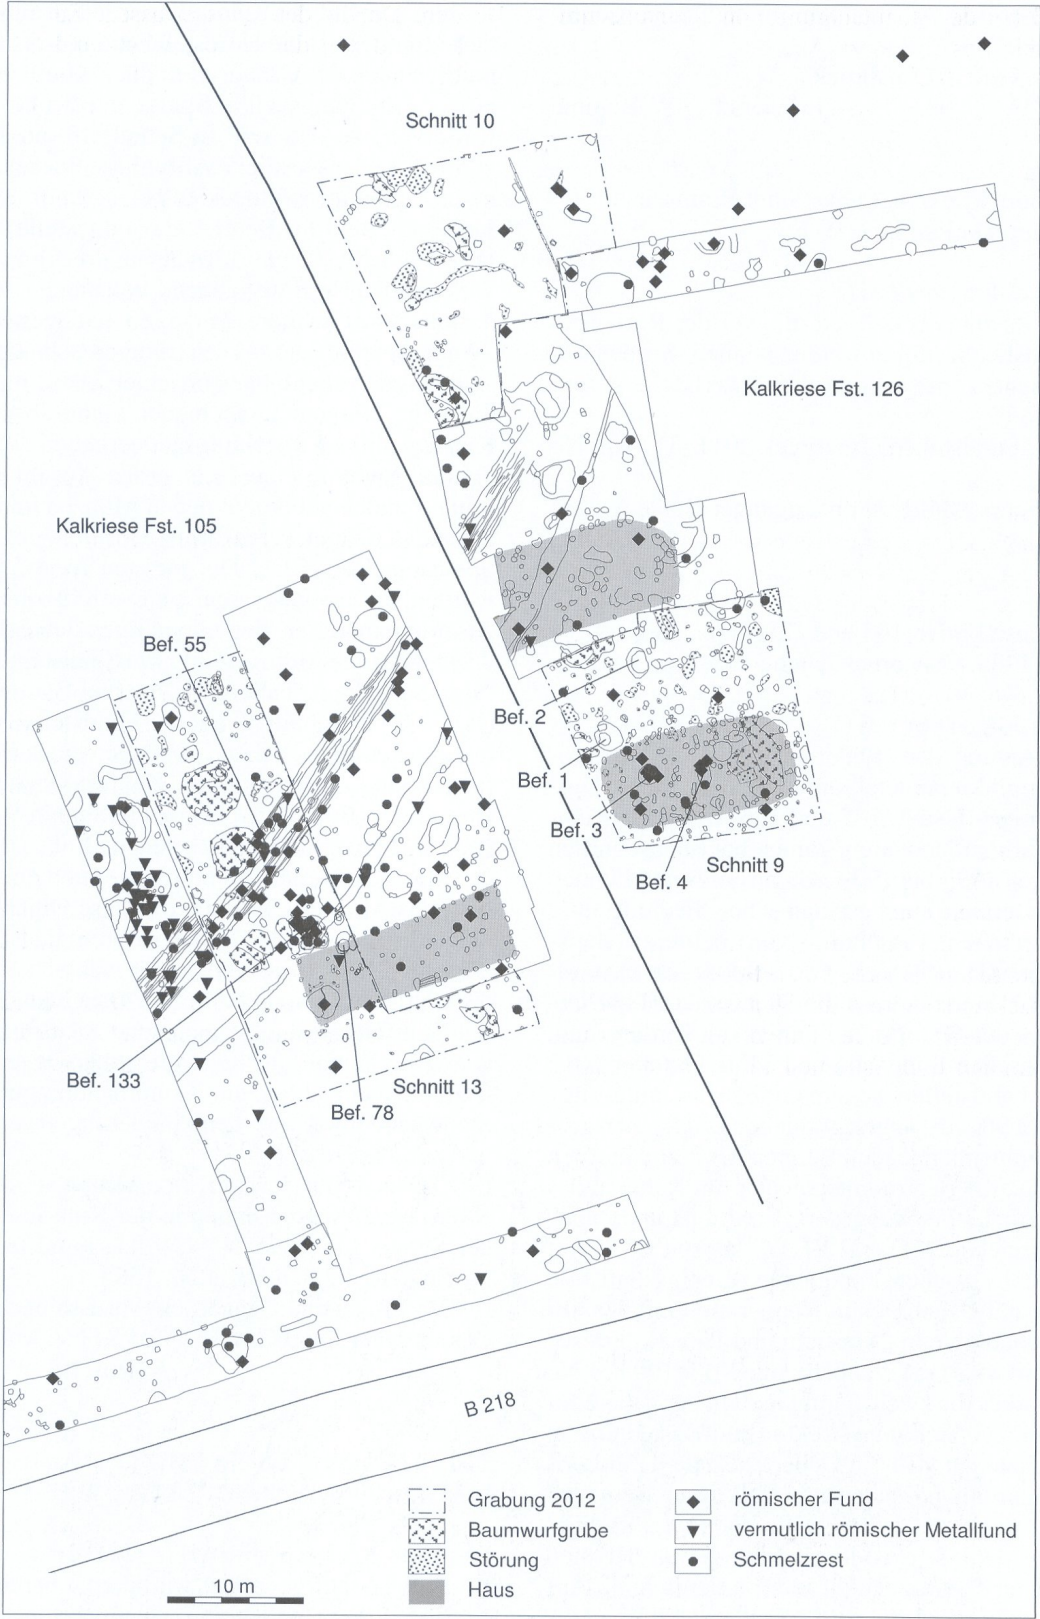 Schnitt 10
Kalkriese Fst. 126
Kalkriese Fst. 105
Bef. 55
Bef. 2
Bef. 1
Bef. 3
Bef. 4
Schnitt 9
Bef. 133
Schnitt 13
Bef. 78
B 218
Grabung 2012
Baumwurfgrube
Störung
Haus
römischer Fund
vermutlich römischer Metallfund
Schmelzrest
10 m